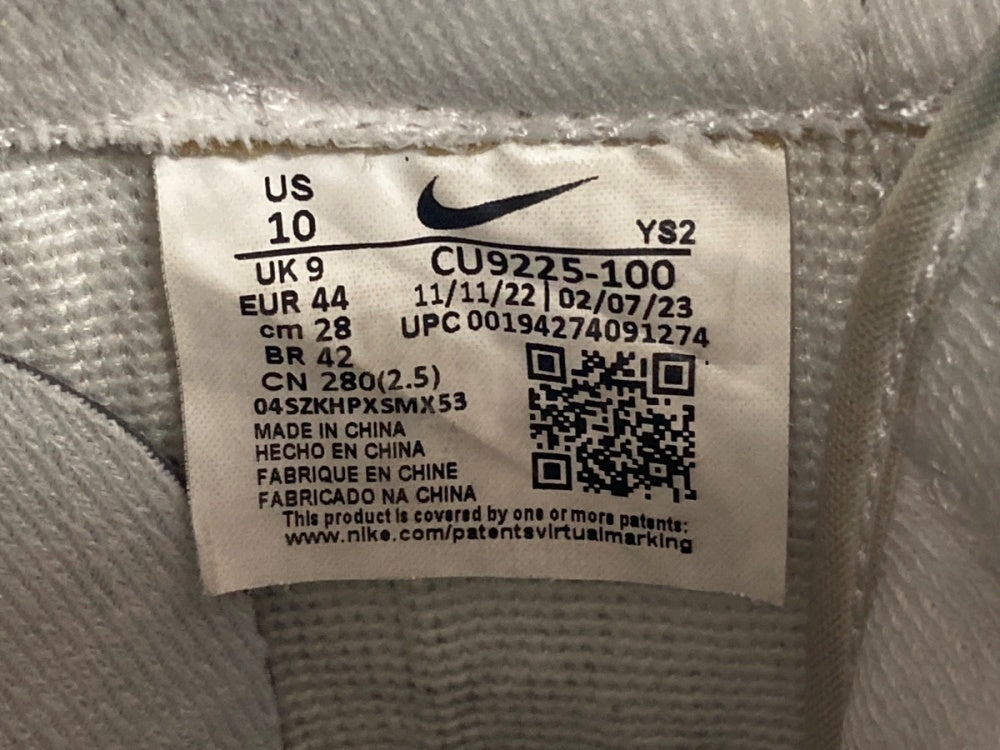 US
10
YS2
UK 9
EUR 44
cm 28
BR 42
CN 280(2.5)
04SZKHPXSMX53
CU9225-100
11/11/22 | 02/07/23
UPC 00194274091274
MADE IN CHINA
HECHO EN CHINA
FABRIQUE EN CHINE
FABRICADO NA CHINA
This product is covered by one or more patents:
www.nike.com/patentsvirtualmarking